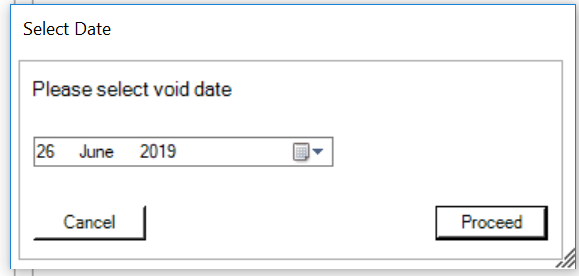 Select Date
Please select void date
26 June 2019
Cancel Proceed